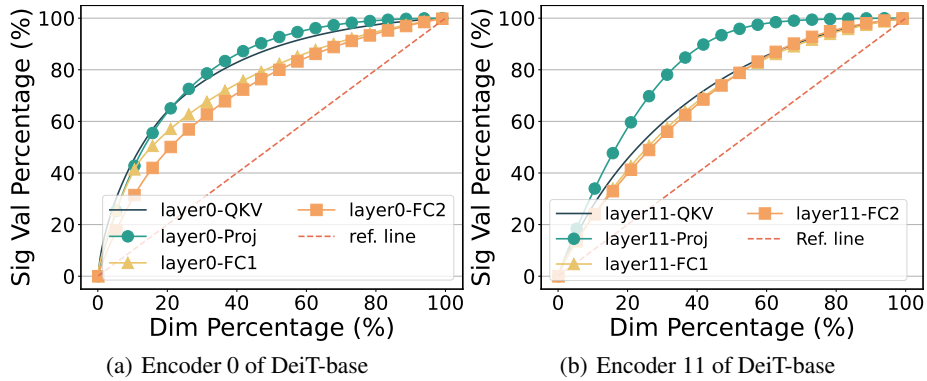 Sig Val Percentage (%)
100
80
60
40
20
0
layer0-QKV
layer0-Proj
layer0-FC1
layer0-FC2
ref. line
0 20 40 60 80 100
Dim Percentage (%)
(a) Encoder 0 of DeiT-base
Sig Val Percentage (%)
100
80
60
40
20
0
layer11-QKV
layer11-Proj
layer11-FC1
layer11-FC2
Ref. line
0 20 40 60 80 100
Dim Percentage (%)
(b) Encoder 11 of DeiT-base